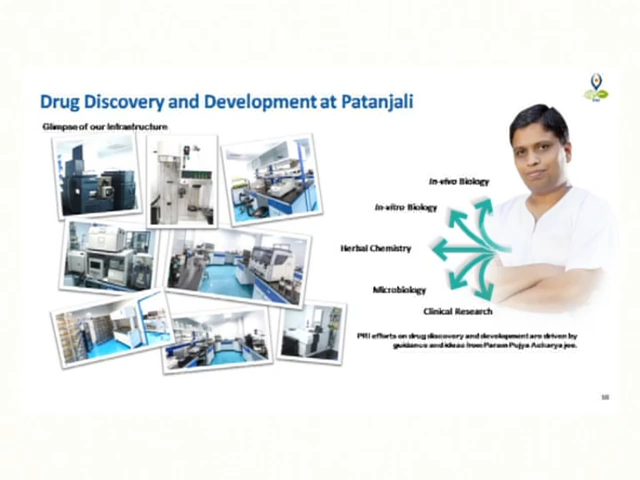 Drug Discovery and Development at Patanjali
Glimpse of our Infrastructure
In-vivo Biology
In-vitro Biology
Herbal Chemistry
Microbiology
Clinical Research
PRI efforts on drug discovery and development are driven by
guidance and ideas from Param Pujya Acharya jee.